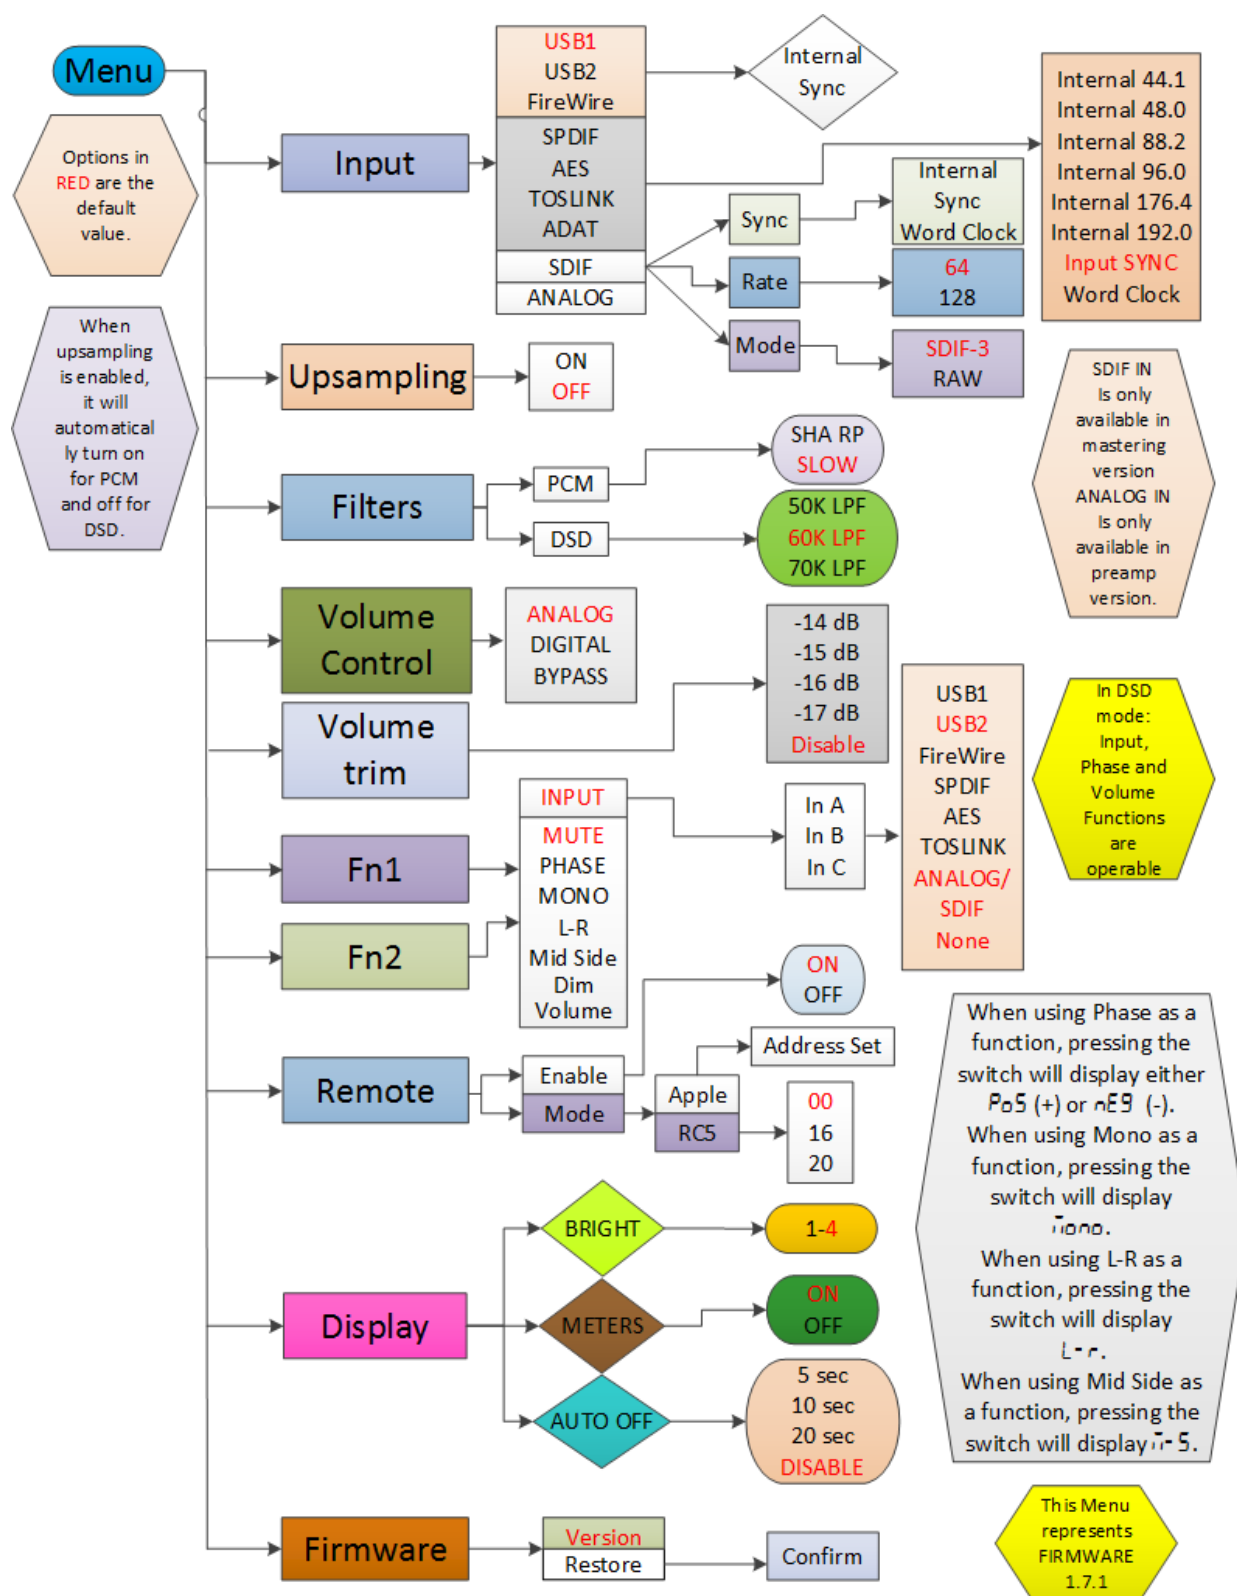 Menu
Options in
RED are the
default
value.
When
upsampling
is enabled,
it will
automatical
ly turn on
for PCM
and off for
DSD.
Input
USB1
USB2
FireWire
SPDIF
AES
TOSLINK
ADAT
SDIF
ANALOG
Internal
Sync
Sync
Internal
Sync
Word Clock
Rate
64
128
Mode
SDIF-3
RAW
Internal 44.1
Internal 48.0
Internal 88.2
Internal 96.0
Internal 176.4
Internal 192.0
Input SYNC
Word Clock
Upsampling
ON
OFF
SDIF IN
Is only
available in
mastering
version
ANALOG IN
Is only
available in
preamp
version.
Filters
PCM
SHA RP
SLOW
DSD
50K LPF
60K LPF
70K LPF
Volume
Control
ANALOG
DIGITAL
BYPASS
Volume
trim
-14 dB
-15 dB
-16 dB
-17 dB
Disable
In DSD
mode:
Input,
Phase and
Volume
Functions
are
operable
Fn1
Fn2
INPUT
MUTE
PHASE
MONO
L-R
Mid Side
Dim
Volume
In A
In B
In C
USB1
USB2
FireWire
SPDIF
AES
TOSLINK
ANALOG/
SDIF
None
Remote
Enable
Mode
ON
OFF
Apple
RC5
Address Set
00
16
20
When using Phase as a
function, pressing the
switch will display either
PoS (+) or nEg (-).
When using Mono as a
function, pressing the
switch will display
Mono.
When using L-R as a
function, pressing the
switch will display
L-r.
When using Mid Side as
a function, pressing the
switch will display M-S.
Display
BRIGHT
1-4
METERS
ON
OFF
AUTO OFF
5 sec
10 sec
20 sec
DISABLE
Firmware
Version
Restore
Confirm
This Menu
represents
FIRMWARE
1.7.1